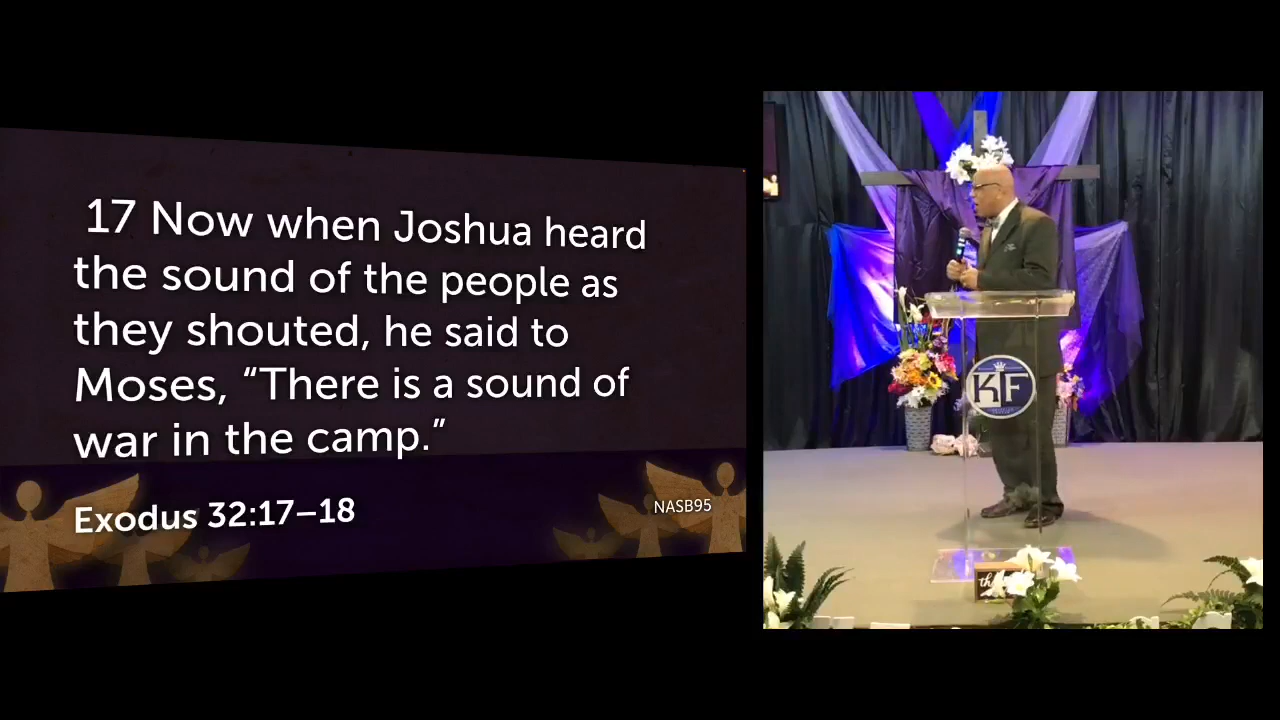 17 Now when Joshua heard
the sound of the people as
they shouted, he said to
Moses, “There is a sound of
war in the camp.”
Exodus 32:17–18
NASB95
KF